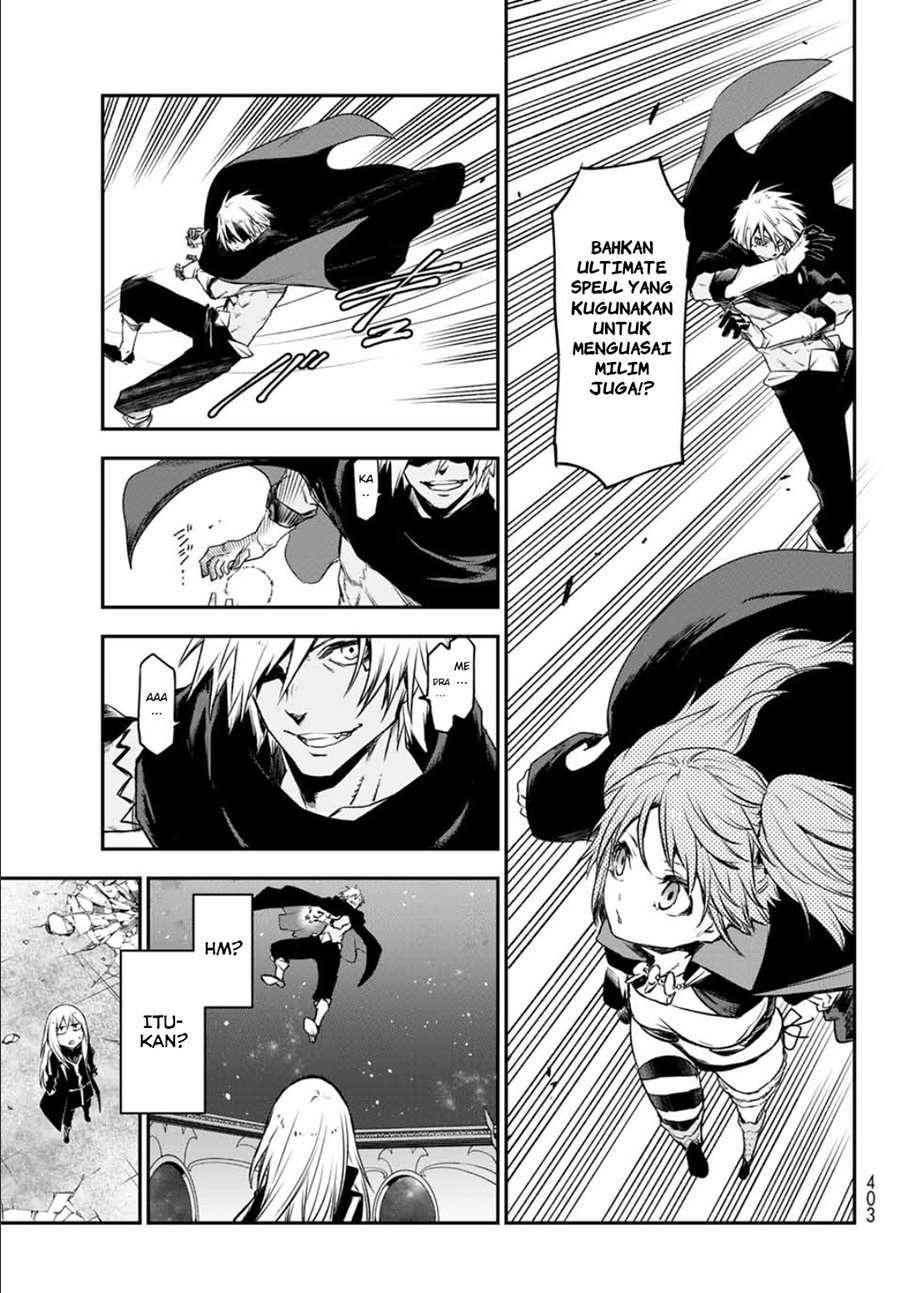 BAHKAN
ULTIMATE
SPELL YANG
KUGUNAKAN
UNTUK
MENGUASAI
MILIM
JUGA!?
KA
..
ME
...
DRA
...
AAA
...
HM?
ITU-
KAN?
403